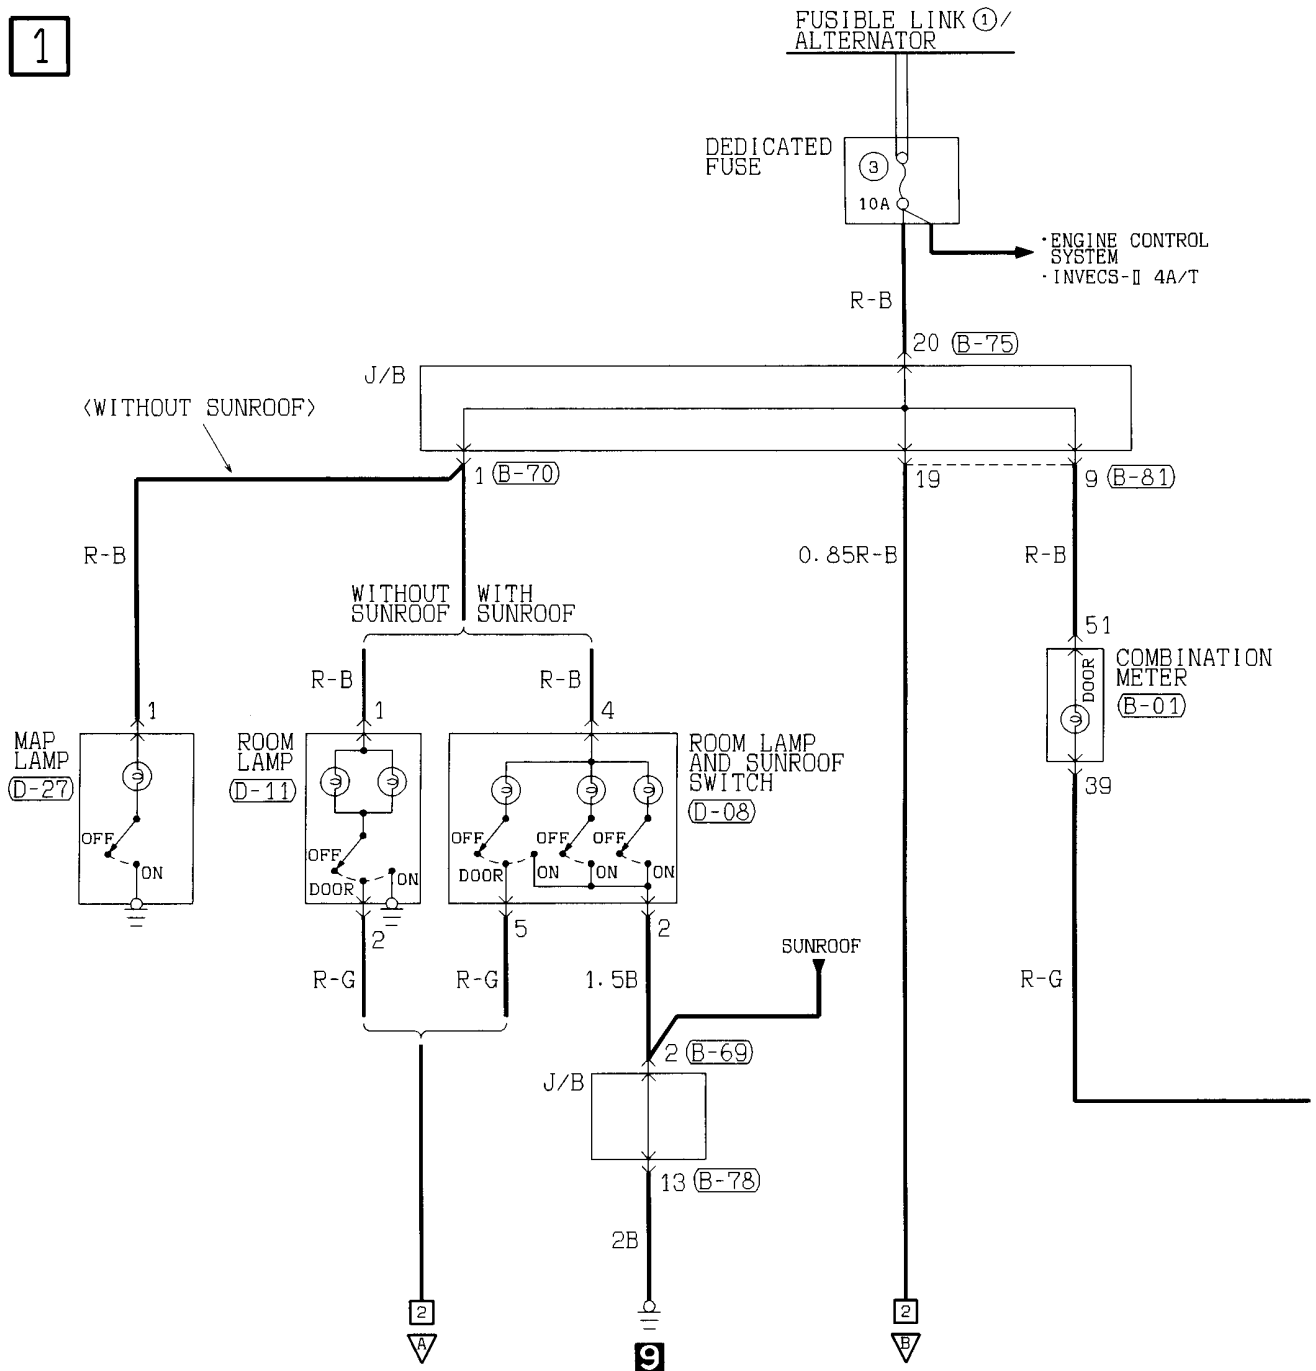 1
FUSIBLE LINK ①/
ALTERNATOR
DEDICATED
FUSE
③
10A
·ENGINE CONTROL
SYSTEM
·INVECS-Ⅱ 4A/T
R-B
20 B-75
J/B
〈WITHOUT SUNROOF〉
1 B-70
19
9 B-81
R-B
0.85R-B
R-B
WITHOUT
SUNROOF
WITH
SUNROOF
51
R-B
R-B
COMBINATION
METER
B-01
DOOR
1
1
4
MAP
LAMP
D-27
ROOM
LAMP
D-11
ROOM LAMP
AND SUNROOF
SWITCH
D-08
39
OFF
ON
OFF
DOOR
ON
OFF
DOOR
ON
OFF
ON
OFF
2
5
2
R-G
R-G
1.5B
SUNROOF
R-G
2 B-69
J/B
13 B-78
2B
2
A
9
2
B